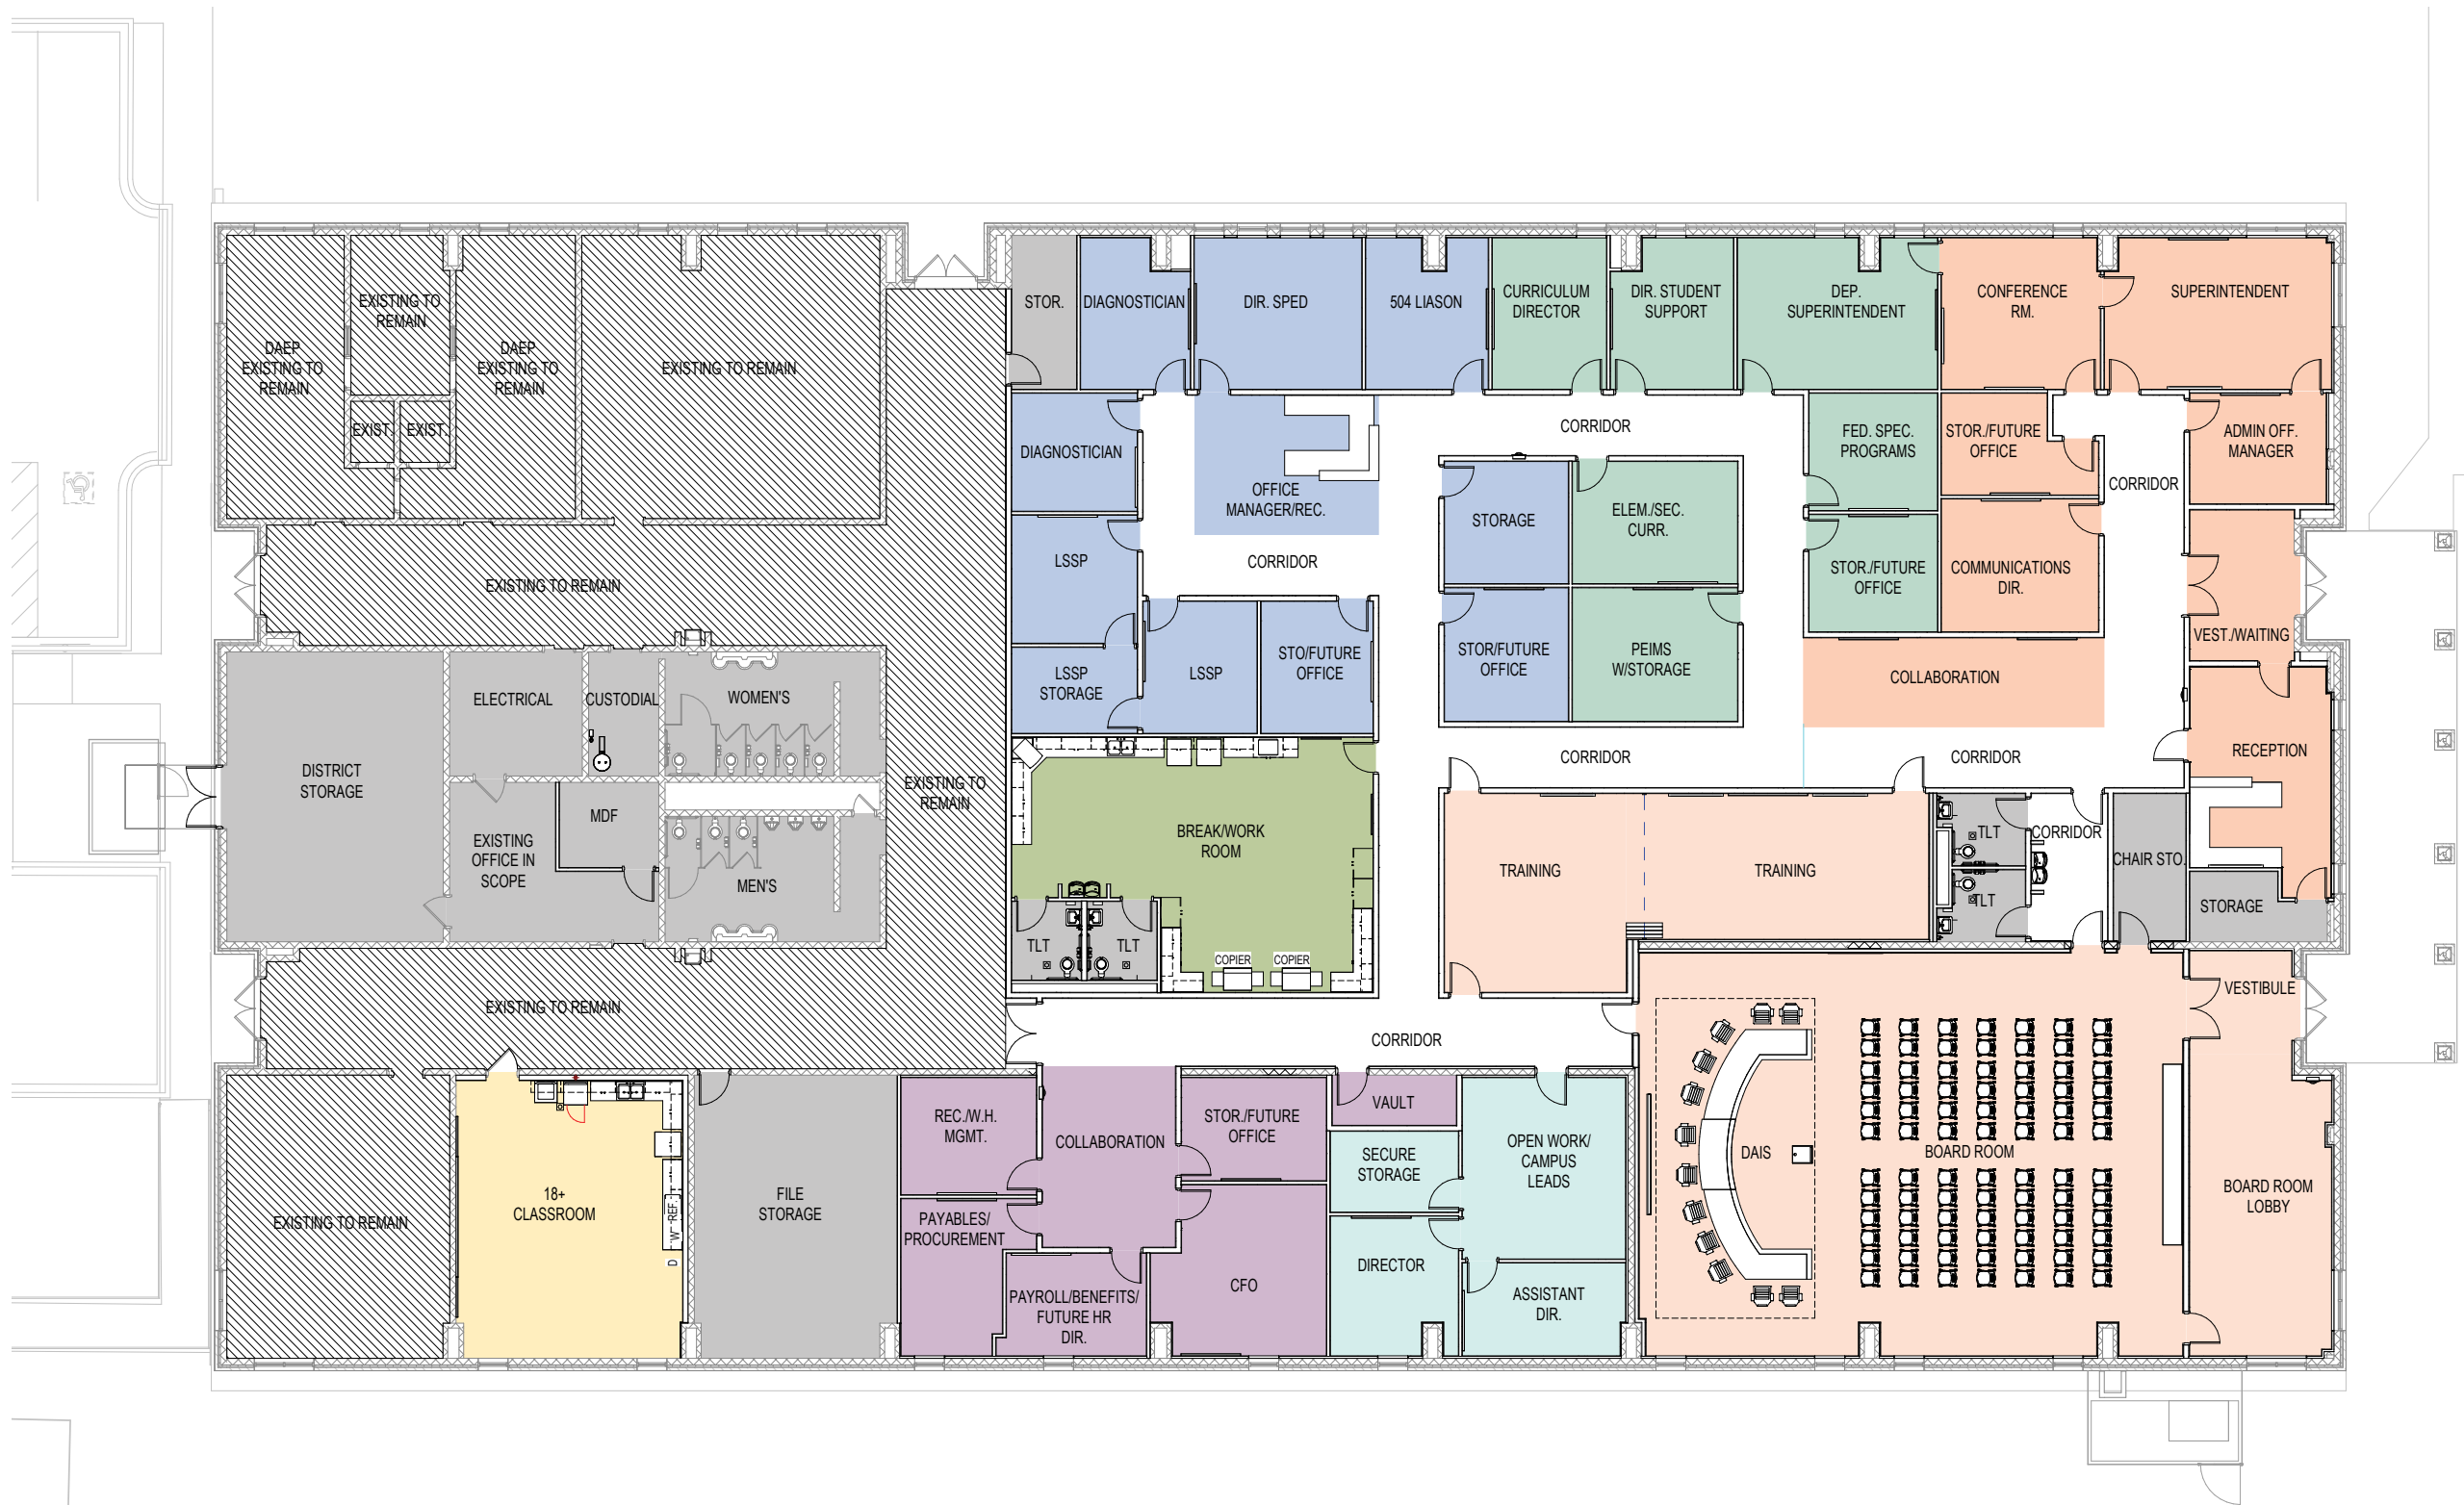 STOR.
DIAGNOSTICIAN
DIR. SPED
504 LIASON
CURRICULUM
DIRECTOR
DIR. STUDENT
SUPPORT
DEP.
SUPERINTENDENT
CONFERENCE
RM.
SUPERINTENDENT
EXISTING TO
REMAIN
DAEP
EXISTING TO
REMAIN
DAEP
EXISTING TO
REMAIN
EXISTING TO REMAIN
EXIST.
EXIST.
DIAGNOSTICIAN
OFFICE
MANAGER/REC.
CORRIDOR
FED. SPEC.
PROGRAMS
STOR./FUTURE
OFFICE
ADMIN OFF.
MANAGER
CORRIDOR
STORAGE
ELEM./SEC.
CURR.
LSSP
CORRIDOR
STOR./FUTURE
OFFICE
COMMUNICATIONS
DIR.
EXISTING TO REMAIN
VEST./WAITING
LSSP
STORAGE
LSSP
STO/FUTURE
OFFICE
STOR/FUTURE
OFFICE
PEIMS
W/STORAGE
COLLABORATION
ELECTRICAL
CUSTODIAL
WOMEN'S
DISTRICT
STORAGE
EXISTING TO
REMAIN
CORRIDOR
CORRIDOR
RECEPTION
MDF
EXISTING
OFFICE IN
SCOPE
MEN'S
BREAK/WORK
ROOM
TRAINING
TRAINING
TLT
CORRIDOR
CHAIR STO.
TLT
STORAGE
TLT
TLT
COPIER
COPIER
EXISTING TO REMAIN
VESTIBULE
CORRIDOR
REC./W.H.
MGMT.
COLLABORATION
STOR./FUTURE
OFFICE
VAULT
SECURE
STORAGE
OPEN WORK/
CAMPUS
LEADS
DAIS
BOARD ROOM
BOARD ROOM
LOBBY
EXISTING TO REMAIN
18+
CLASSROOM
REF.
W
D
FILE
STORAGE
PAYABLES/
PROCUREMENT
PAYROLL/BENEFITS/
FUTURE HR
DIR.
CFO
DIRECTOR
ASSISTANT
DIR.